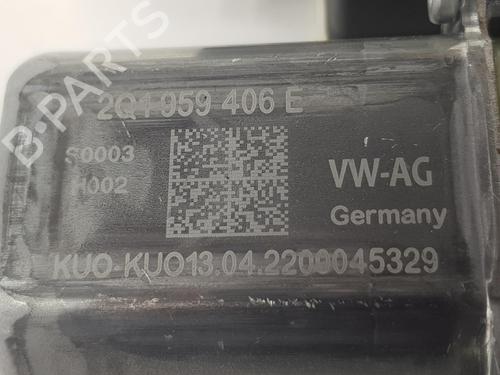 B-PARTS
2Q1 959 406 E
S0003
H002
VW-AG
Germany
KUO-KUO13.04.2200045329